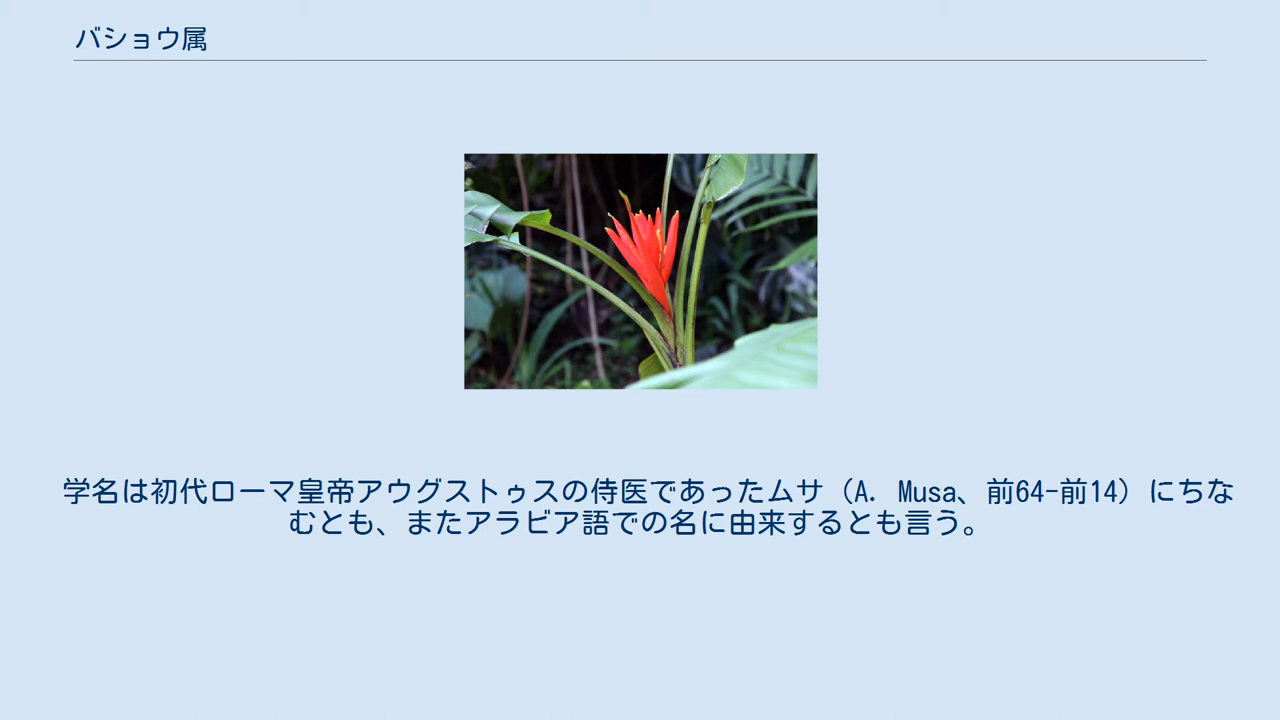 バショウ属
学名は初代ローマ皇帝アウグストゥスの侍医であったムサ（A. Musa、前64-前14）にちな
むとも、またアラビア語での名に由来するとも言う。